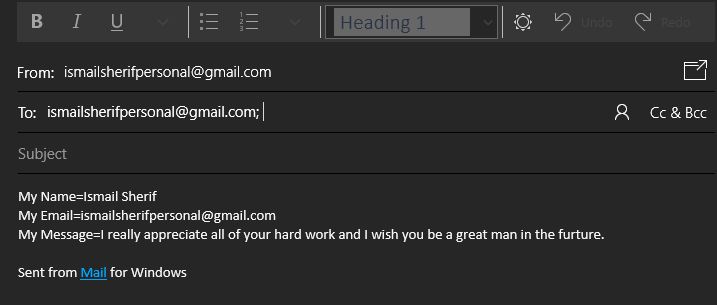 B I U Heading 1 Undo Redo
From: ismailsherifpersonal@gmail.com
To: ismailsherifpersonal@gmail.com; Cc & Bcc
Subject
My Name=Ismail Sherif
My Email=ismailsherifpersonal@gmail.com
My Message=I really appreciate all of your hard work and I wish you be a great man in the furture.
Sent from Mail for Windows